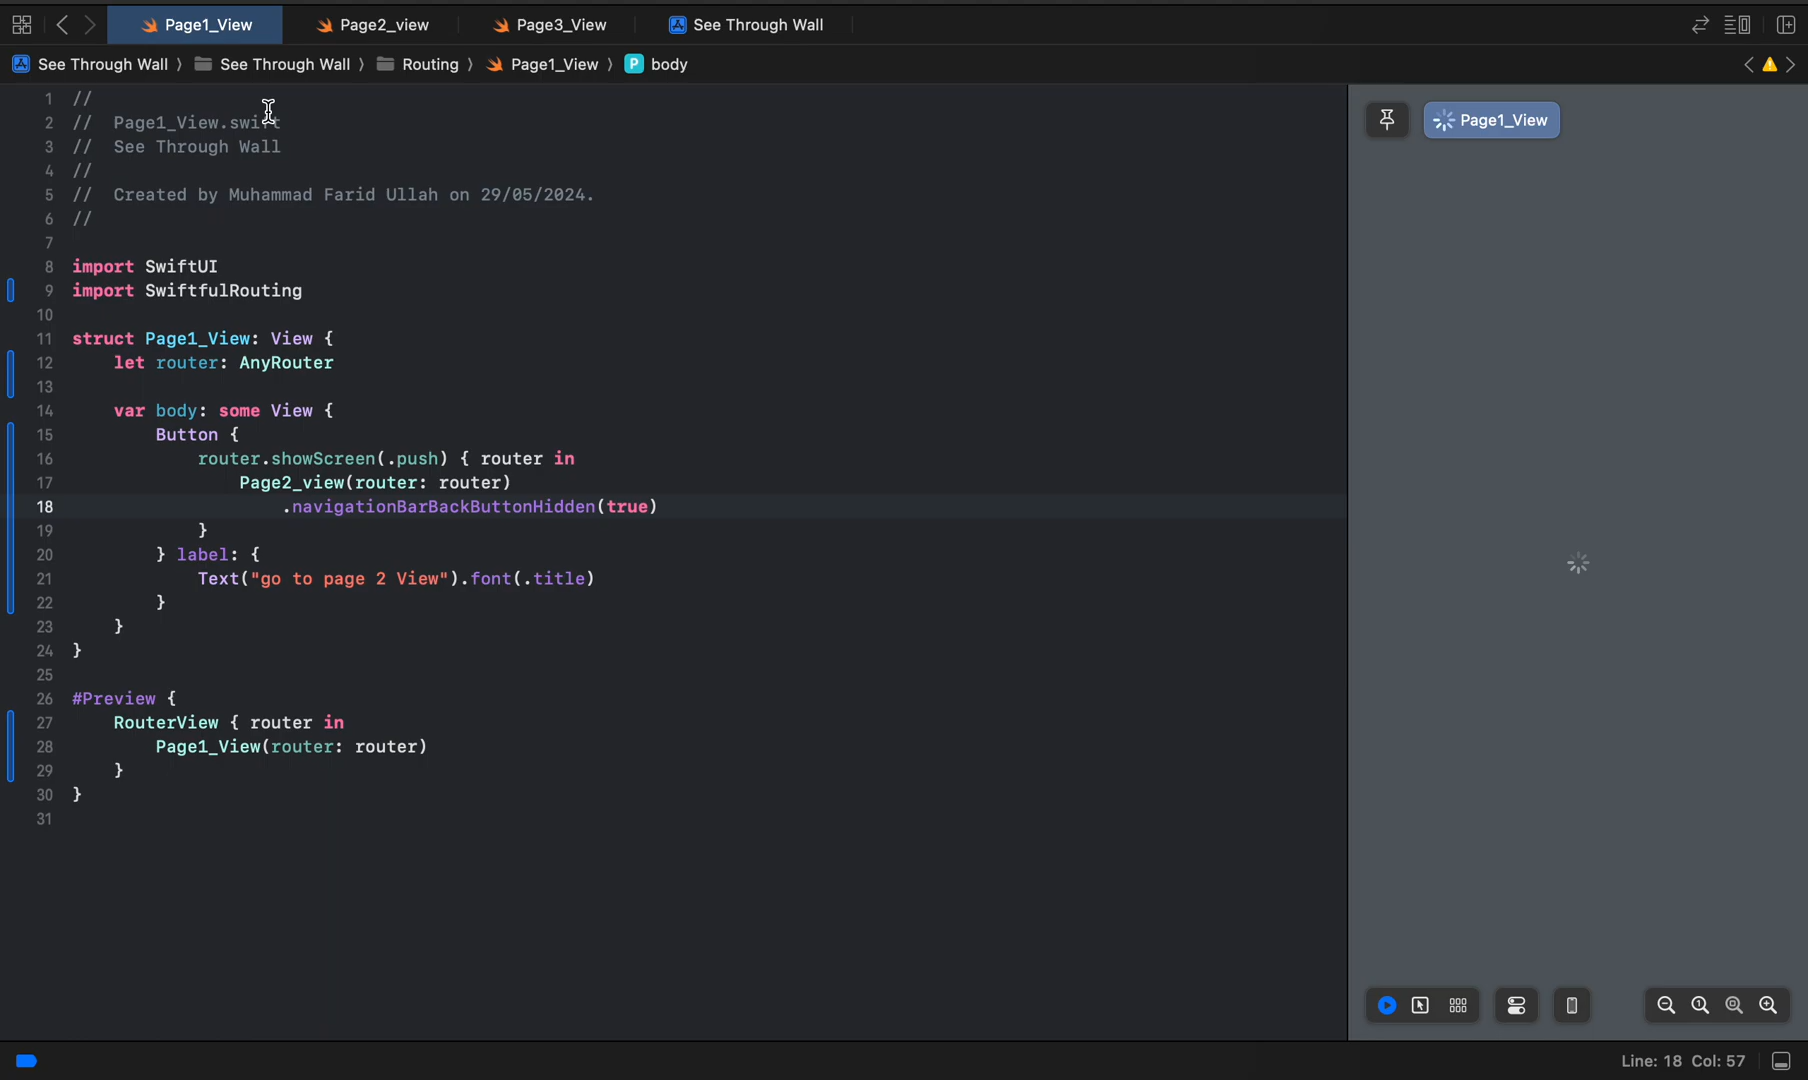 Page1_View
Page2_view
Page3_View
See Through Wall
See Through Wall 〉 See Through Wall 〉 Routing 〉 Page1_View 〉 P body
1 //
2 //  Page1_View.swift
3 //  See Through Wall
4 //
5 //  Created by Muhammad Farid Ullah on 29/05/2024.
6 //
7
8 import SwiftUI
9 import SwiftfulRouting
10
11 struct Page1_View: View {
12     let router: AnyRouter
13
14     var body: some View {
15         Button {
16             router.showScreen(.push) { router in
17                 Page2_view(router: router)
18                     .navigationBarBackButtonHidden(true)
19             }
20         } label: {
21             Text("go to page 2 View").font(.title)
22         }
23     }
24 }
25
26 #Preview {
27     RouterView { router in
28         Page1_View(router: router)
29     }
30 }
31
Page1_View
Line: 18  Col: 57